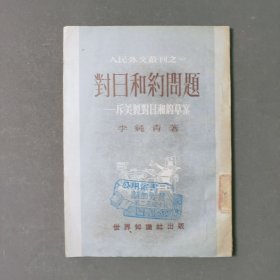 人民外交叢刊之一
對日和約問題
—斥美製對日和約草案
李純青著
世界知識社出版